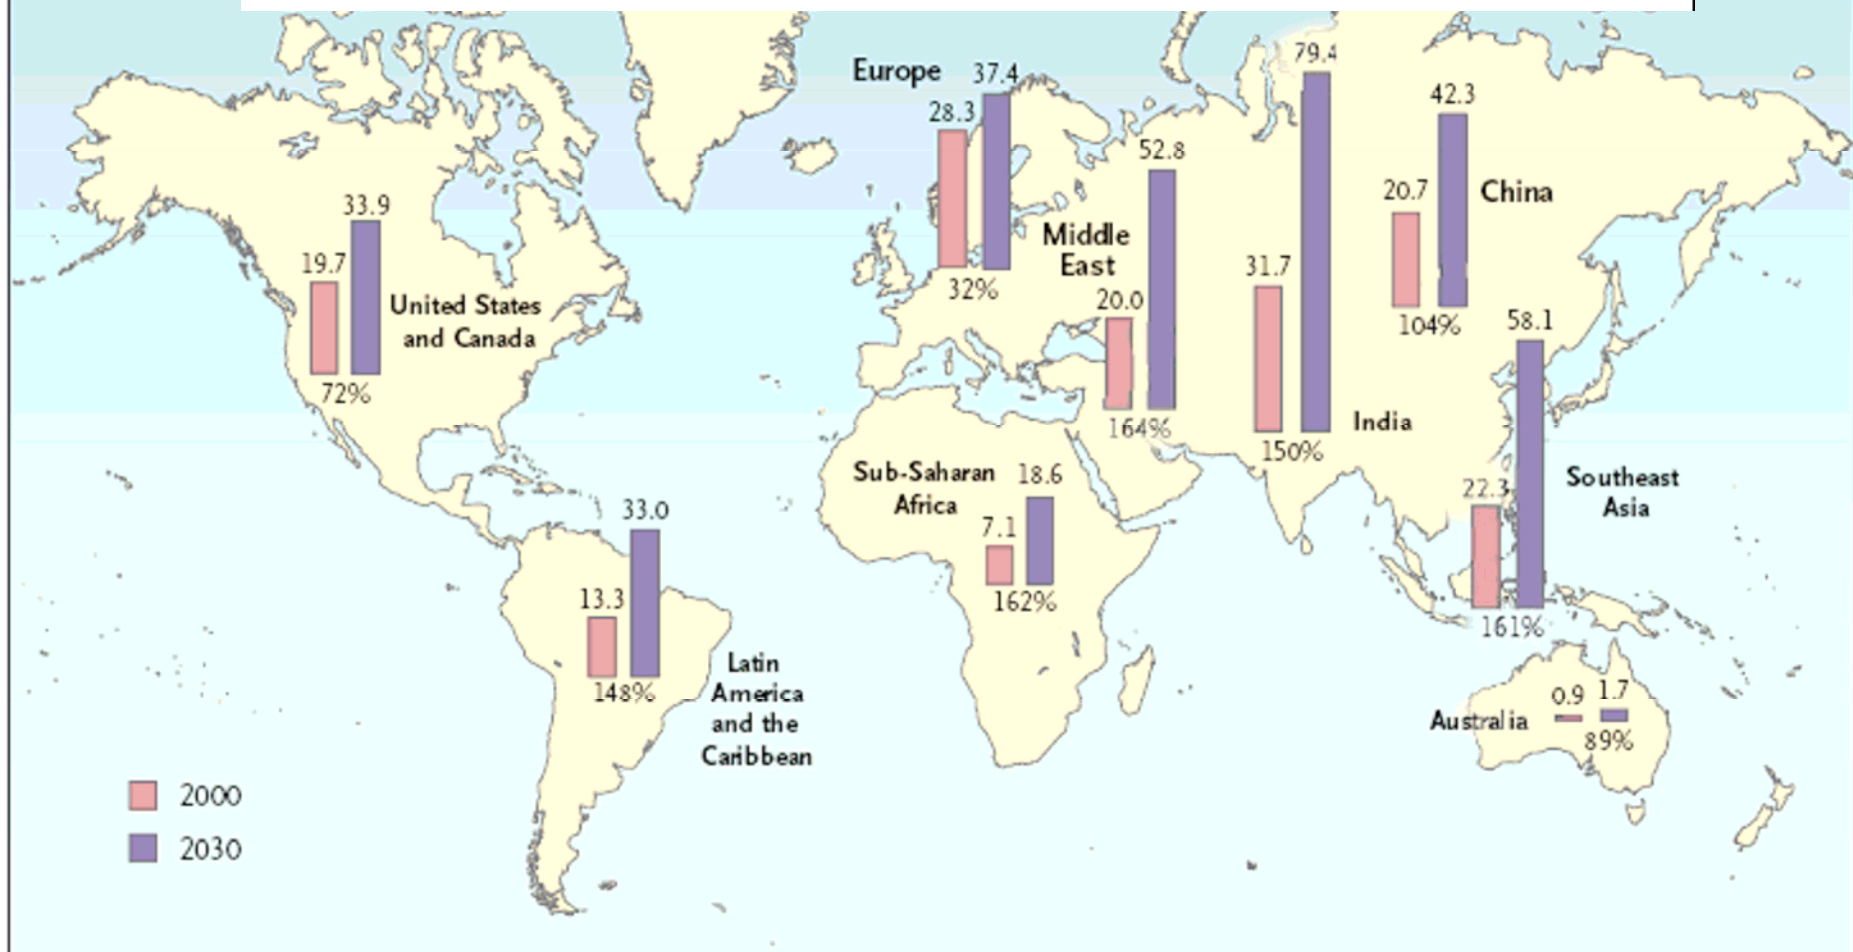 79.4
Europe
37.4
42.3
28.3
52.8
20.7
China
33.9
Middle
East
19.7
31.7
32%
20.0
United States
and Canada
104%
58.1
72%
164%
India
150%
Sub-Saharan
Africa
18.6
Southeast
Asia
22.3
33.0
7.1
13.3
162%
161%
Latin
America
and the
Caribbean
148%
0.9
1.7
Australia
89%
2000
2030